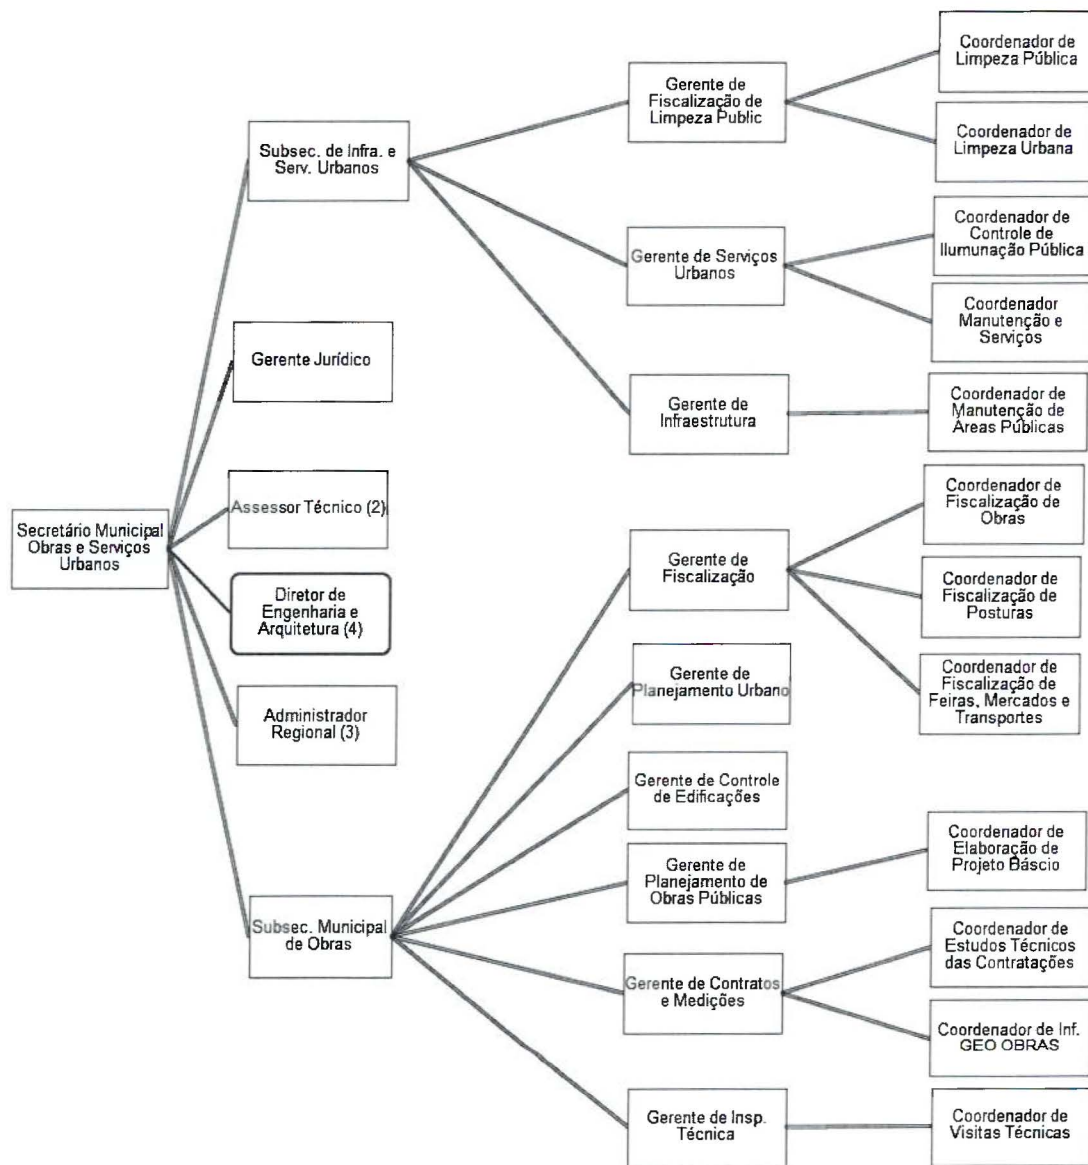 Coordenador de
Limpeza Pública
Gerente de
Fiscalização de
Limpeza Public
Coordenador de
Limpeza Urbana
Subsec. de Infra. e
Serv. Urbanos
Coordenador de
Controle de
Ilumunação Pública
Gerente de Serviços
Urbanos
Coordenador
Manutenção e
Serviços
Gerente Jurídico
Gerente de
Infraestrutura
Coordenador de
Manutenção de
Áreas Públicas
Assessor Técnico (2)
Coordenador de
Fiscalização de
Obras
Secretário Municipal
Obras e Serviços
Urbanos
Gerente de
Fiscalização
Diretor de
Engenharia e
Arquitetura (4)
Coordenador de
Fiscalização de
Posturas
Gerente de
Planejamento Urbano
Coordenador de
Fiscalização de
Feiras, Mercados e
Transportes
Administrador
Regional (3)
Gerente de Controle
de Edificações
Coordenador de
Elaboração de
Projeto Báscio
Gerente de
Planejamento de
Obras Públicas
Subsec. Municipal
de Obras
Coordenador de
Estudos Técnicos
das Contratações
Gerente de Contratos
e Medições
Coordenador de Inf.
GEO OBRAS
Gerente de Insp.
Técnica
Coordenador de
Visitas Técnicas